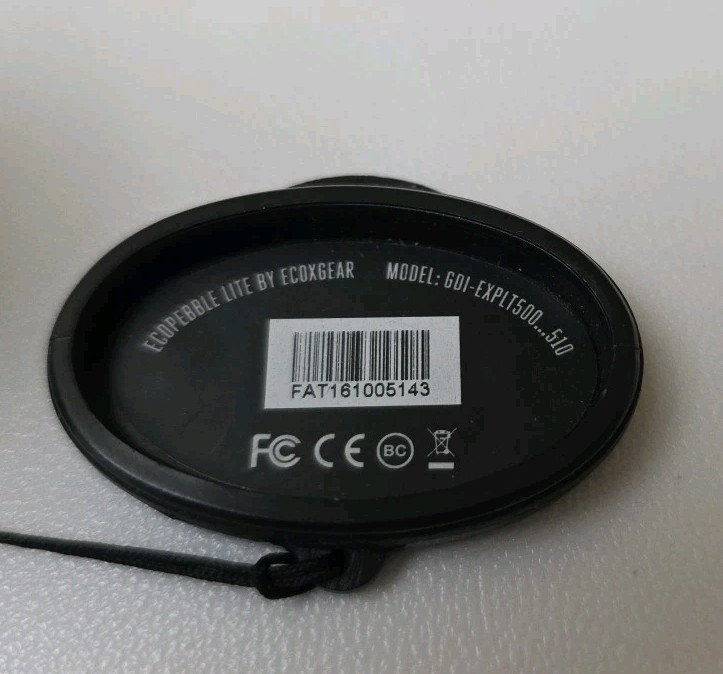 ECOPEBBLE LITE BY ECOXGEAR MODEL: GDI-EXPLT500...510
FAT161005143
FC CE BC